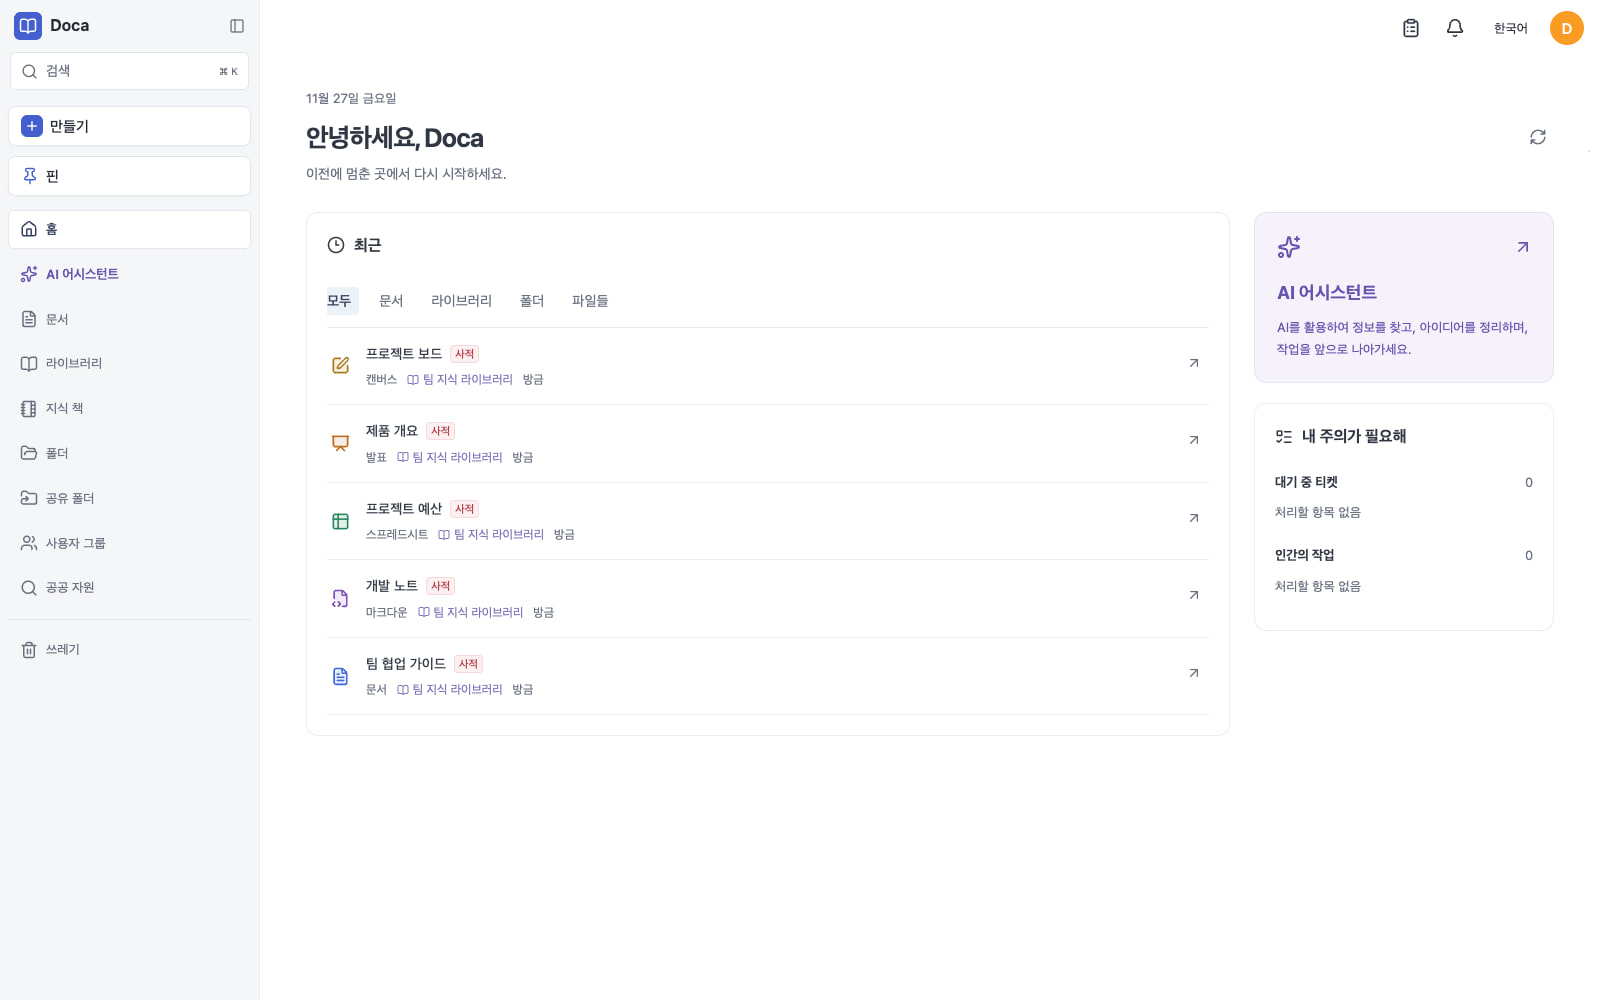 Doca
검색
⌘ K
만들기
핀
홈
AI 어시스턴트
문서
라이브러리
지식 책
폴더
공유 폴더
사용자 그룹
공공 자원
쓰레기
한국어
D
11월 27일 금요일
안녕하세요, Doca
이전에 멈춘 곳에서 다시 시작하세요.
최근
모두 문서 라이브러리 폴더 파일들
프로젝트 보드 사적
캔버스 팀 지식 라이브러리 방금
제품 개요 사적
발표 팀 지식 라이브러리 방금
프로젝트 예산 사적
스프레드시트 팀 지식 라이브러리 방금
개발 노트 사적
마크다운 팀 지식 라이브러리 방금
팀 협업 가이드 사적
문서 팀 지식 라이브러리 방금
AI 어시스턴트
AI를 활용하여 정보를 찾고, 아이디어를 정리하며,
작업을 앞으로 나아가세요.
내 주의가 필요해
대기 중 티켓 0
처리할 항목 없음
인간의 작업 0
처리할 항목 없음